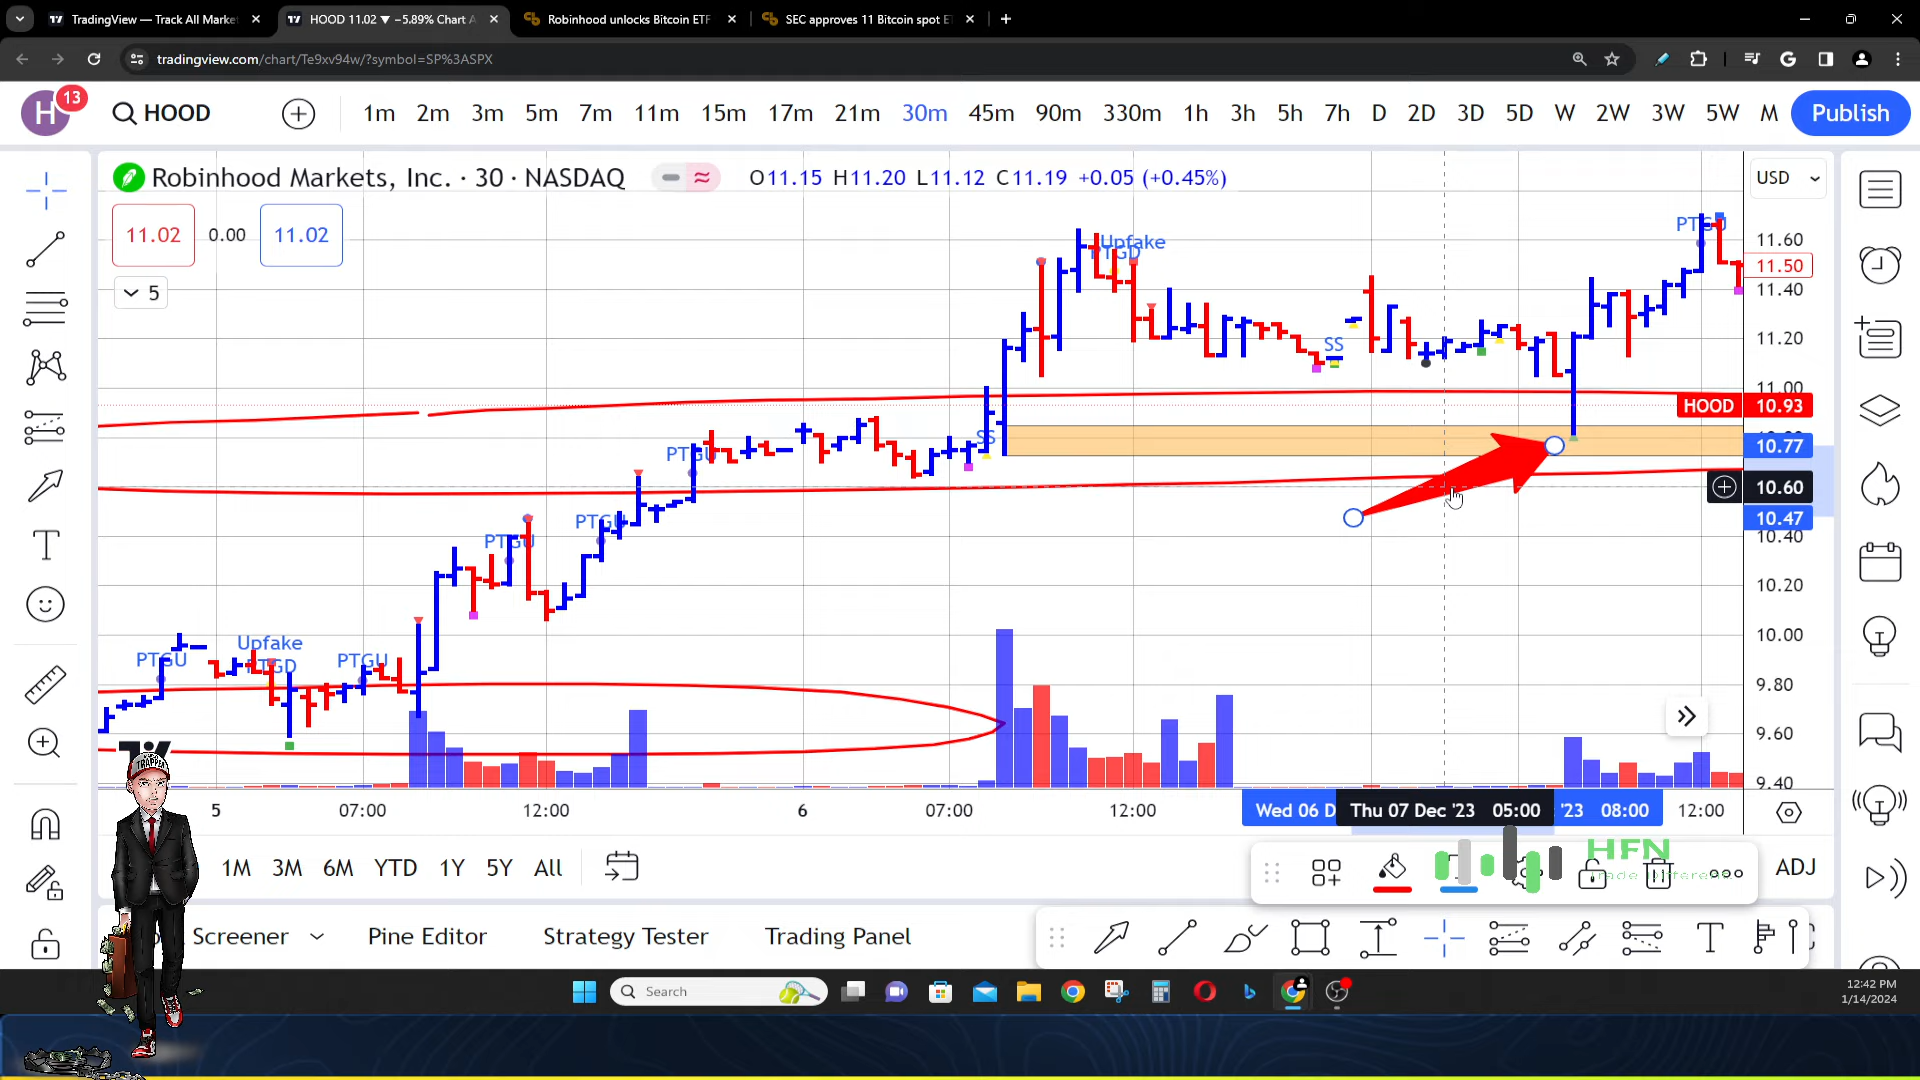 TradingView — Track All Market
HOOD 11.02 ▼ −5.89% Chart A
Robinhood unlocks Bitcoin ETF
SEC approves 11 Bitcoin spot ET
tradingview.com/chart/Te9xv94w/?symbol=SP%3ASPX
H 13 HOOD 1m 2m 3m 5m 7m 11m 15m 17m 21m 30m 45m 90m 330m 1h 3h 5h 7h D 2D 3D 5D W 2W 3W 5W M Publish
Robinhood Markets, Inc. · 30 · NASDAQ O11.15 H11.20 L11.12 C11.19 +0.05 (+0.45%) USD
11.02 0.00 11.02
5
PTGU
Upfake
PTGD
11.60
11.50
11.40
SS
11.20
11.00
HOOD 10.93
SS
10.77
PTGU
10.60
10.47
PTGU
PTGU
10.40
10.20
Upfake
10.00
PTGU
PTGD
PTGU
9.80
9.60
9.40
5 07:00 12:00 6 07:00 12:00 Wed 06 D Thu 07 Dec '23 05:00 '23 08:00 12:00
TRAPPER
1M 3M 6M YTD 1Y 5Y All
HFN
Trade Different
ADJ
Screener Pine Editor Strategy Tester Trading Panel
Search
12:42 PM
1/14/2024